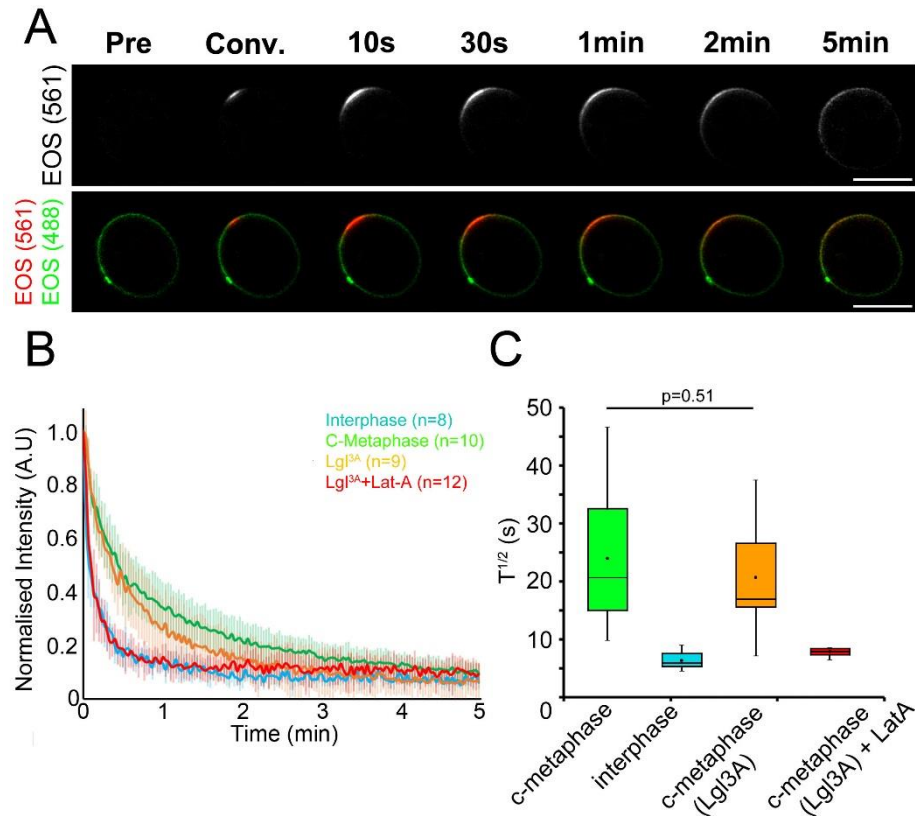 A
Pre Conv. 10s 30s 1min 2min 5min
EOS (561)
EOS (561)
EOS (488)
B
Normalised Intensity (A.U)
1.0
0.8
0.6
0.4
0.2
0
0 1 2 3 4 5
Time (min)
Interphase (n=8)
C-Metaphase (n=10)
Lgl³ᴬ (n=9)
Lgl³ᴬ+Lat-A (n=12)
C
p=0.51
T¹ᐟ² (s)
50
40
30
20
10
0
c-metaphase
interphase
c-metaphase
(Lgl3A)
c-metaphase
(Lgl3A) + LatA